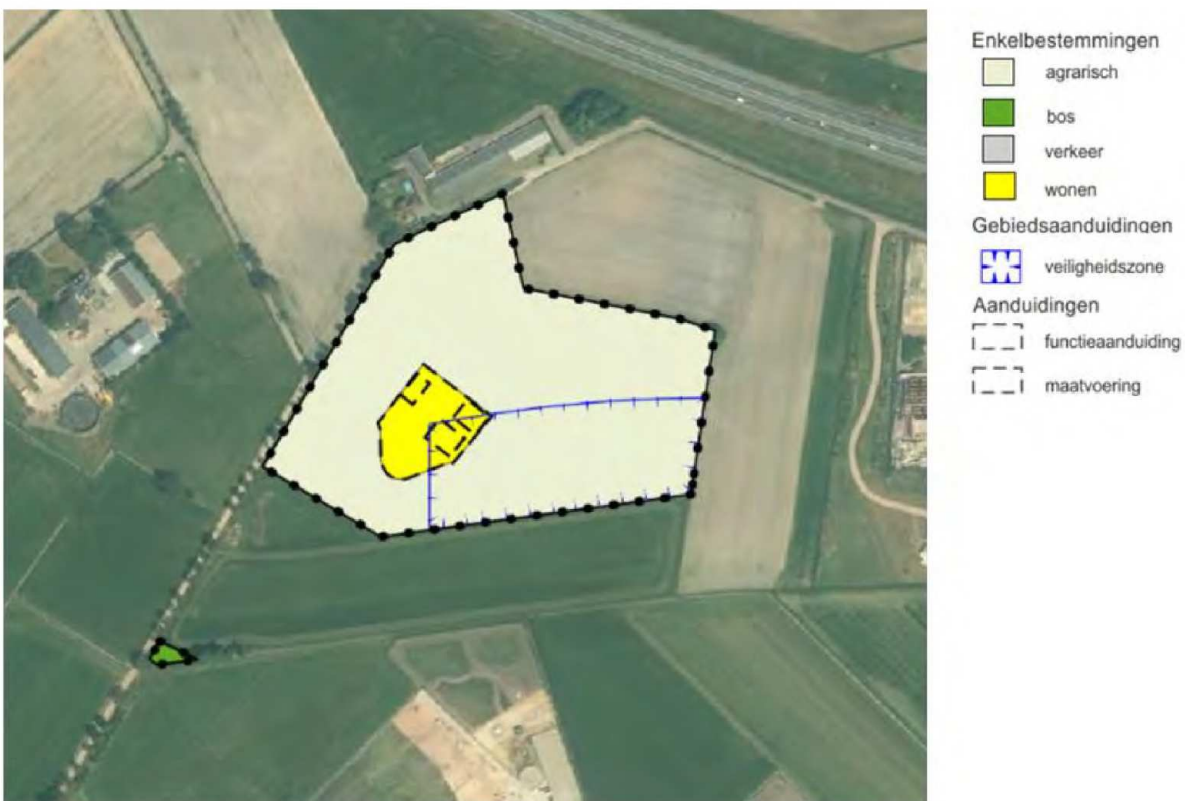 Enkelbestemmingen
agrarisch
bos
verkeer
wonen
Gebiedsaanduidingen
veiligheidszone
Aanduidingen
functieaanduiding
maatvoering